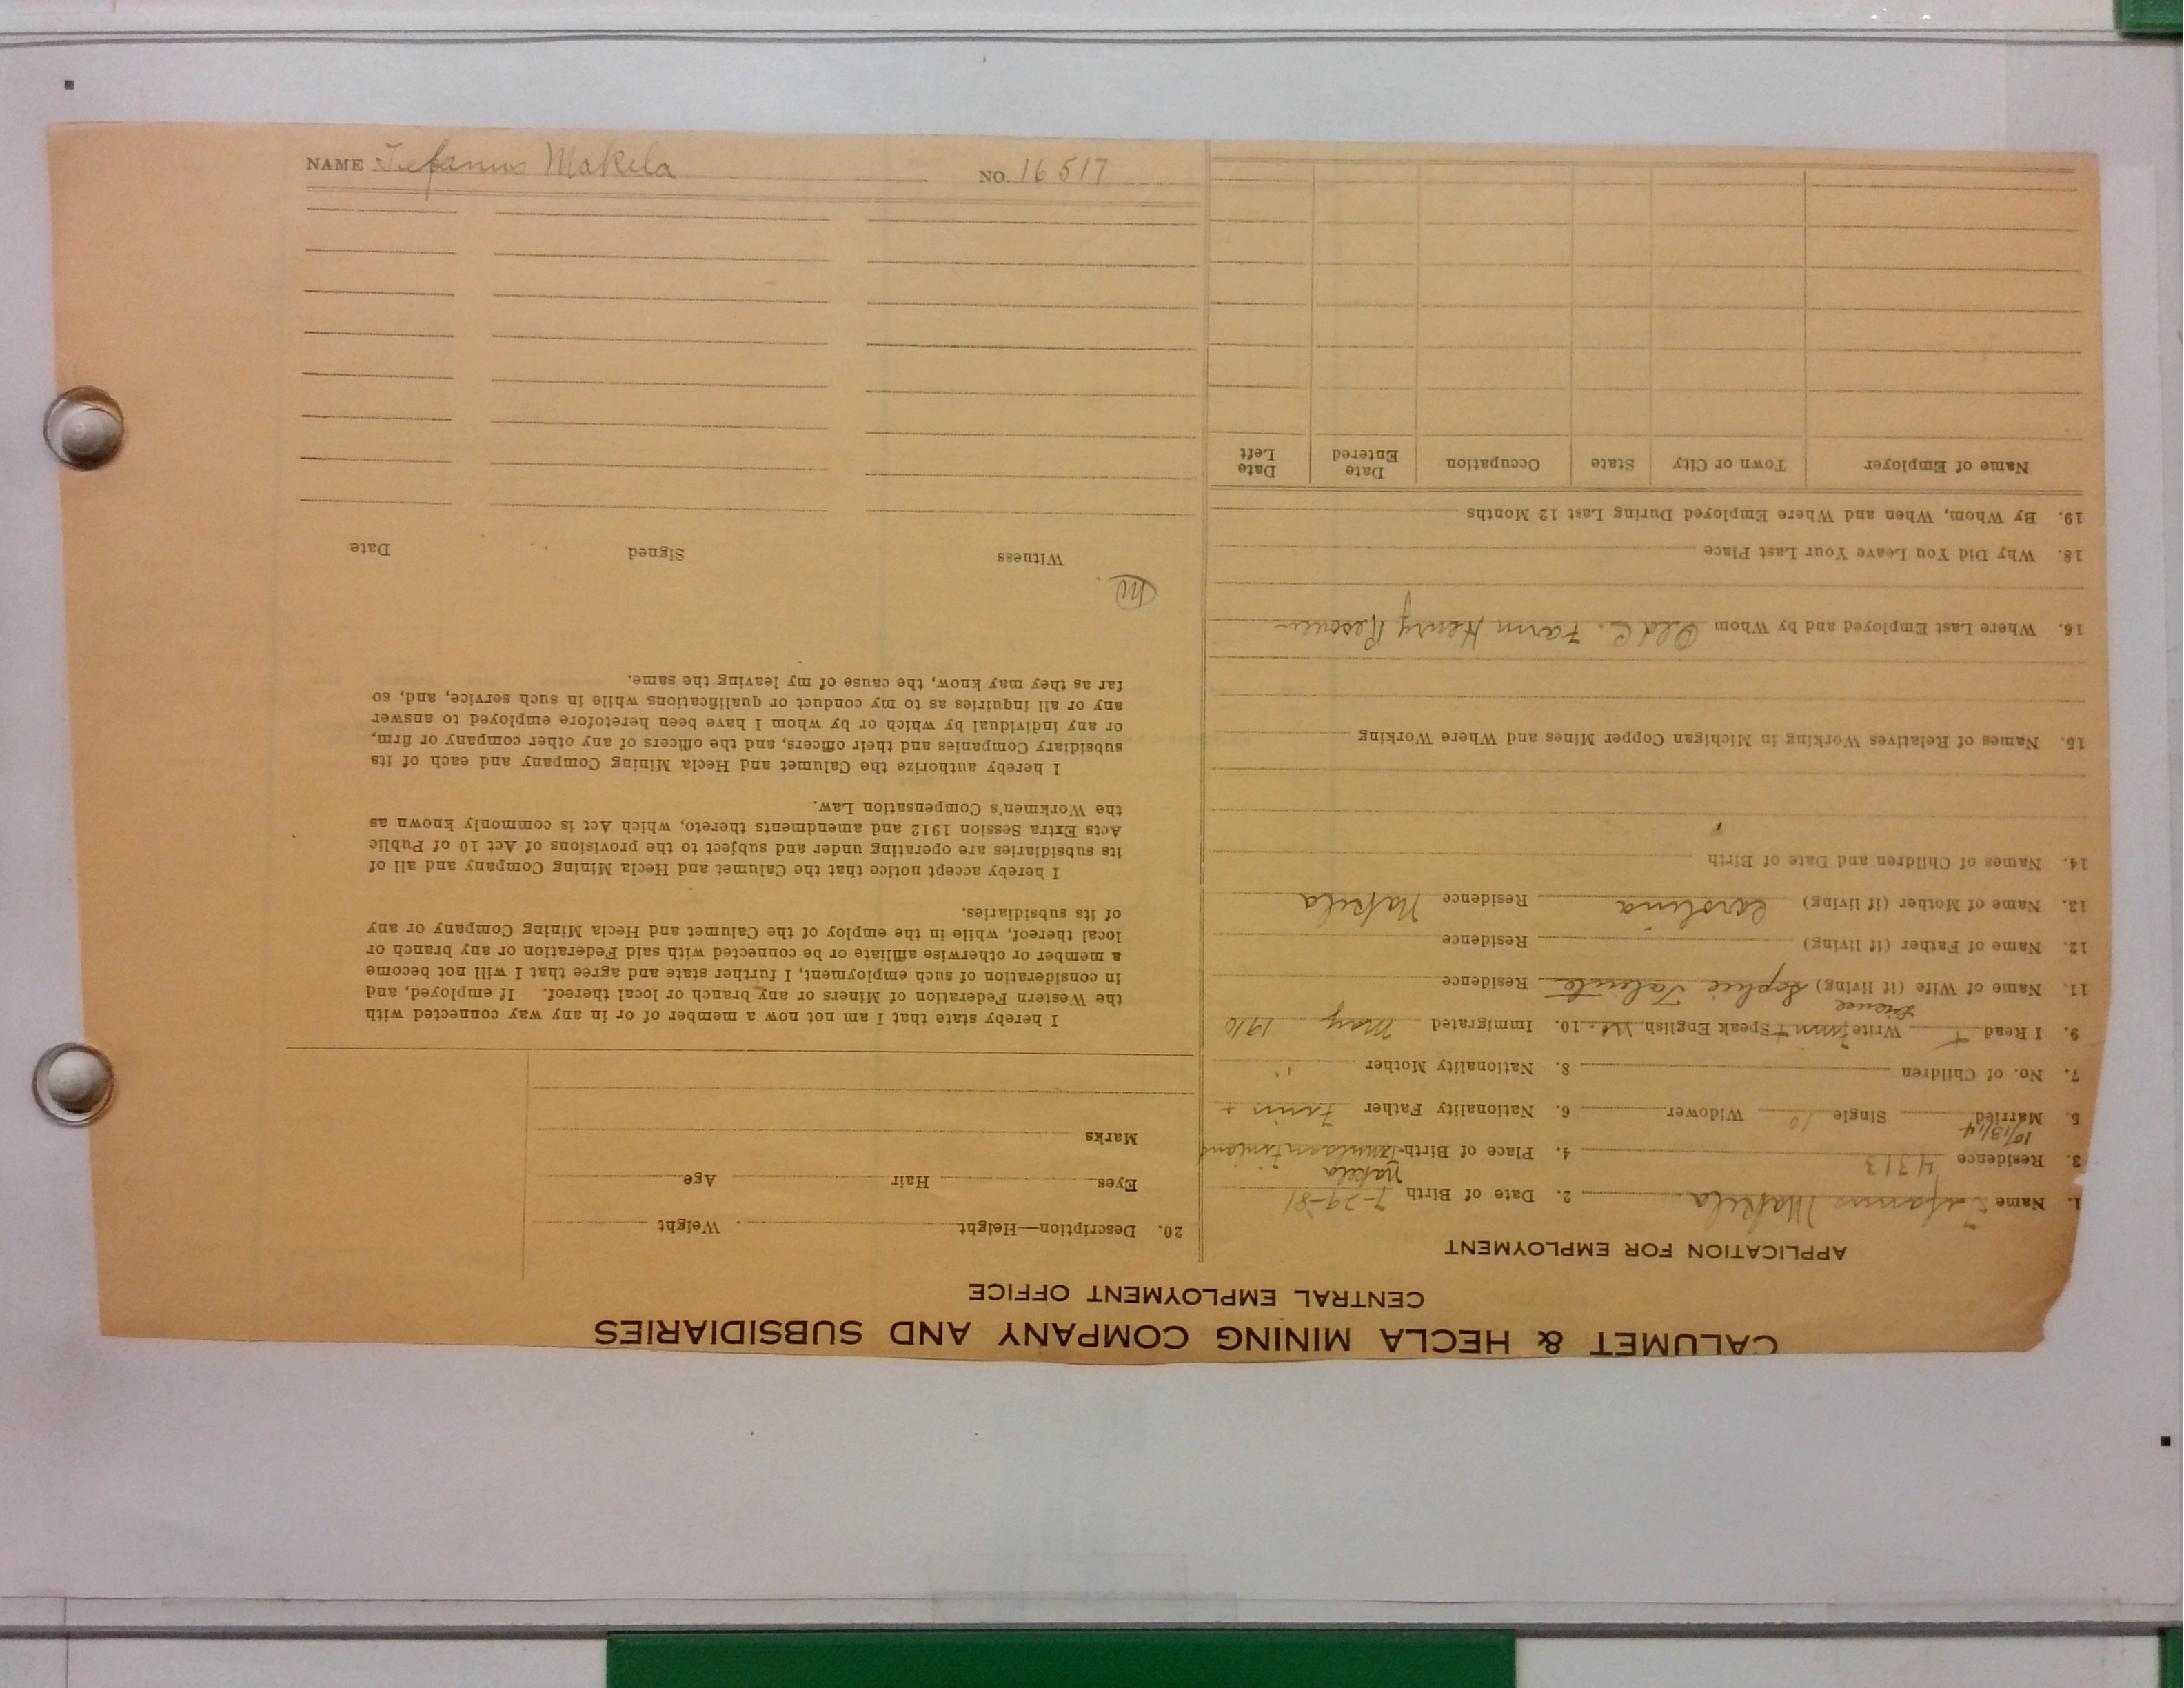 NAME Tefanus Makela NO. 16517
CALUMET & HECLA MINING COMPANY AND SUBSIDIARIES
CENTRAL EMPLOYMENT OFFICE
APPLICATION FOR EMPLOYMENT
1. Name Tefanus Makela 2. Date of Birth 7-29-81
3. Residence 4313 4. Place of Birth Finland
Makela
10/13/14
5. Married Single 10 Widower 6. Nationality Father Finn +
7. No. of Children 8. Nationality Mother "
9. I Read + Write Finn + Speak English 10. Immigrated May 1910
11. Name of Wife (if living) Sophie Residence
12. Name of Father (if living) Residence
13. Name of Mother (if living) Carolina Residence Makela
14. Names of Children and Date of Birth
15. Names of Relatives Working in Michigan Copper Mines and Where Working
16. Where Last Employed and by Whom Old C. Farm Henry
18. Why Did You Leave Your Last Place
19. By Whom, When and Where Employed During Last 12 Months
Name of Employer Town or City State Occupation Date Entered Date Left
20. Description—Height Weight
Eyes Hair Age
Marks
I hereby state that I am not now a member of or in any way connected with
the Western Federation of Miners or any branch or local thereof. If employed, and
in consideration of such employment, I further state and agree that I will not become
a member or otherwise affiliate or be connected with said Federation or any branch or
local thereof, while in the employ of the Calumet and Hecla Mining Company or any
of its subsidiaries.
I hereby accept notice that the Calumet and Hecla Mining Company and all of
its subsidiaries are operating under and subject to the provisions of Act 10 of Public
Acts Extra Session 1912 and amendments thereto, which Act is commonly known as
the Workmen's Compensation Law.
I hereby authorize the Calumet and Hecla Mining Company and each of its
subsidiary Companies and their officers, and the officers of any other company or firm,
or any individual by which or by whom I have been heretofore employed to answer
any or all inquiries as to my conduct or qualifications while in such service, and, so
far as they may know, the cause of my leaving the same.
M
Witness Signed Date